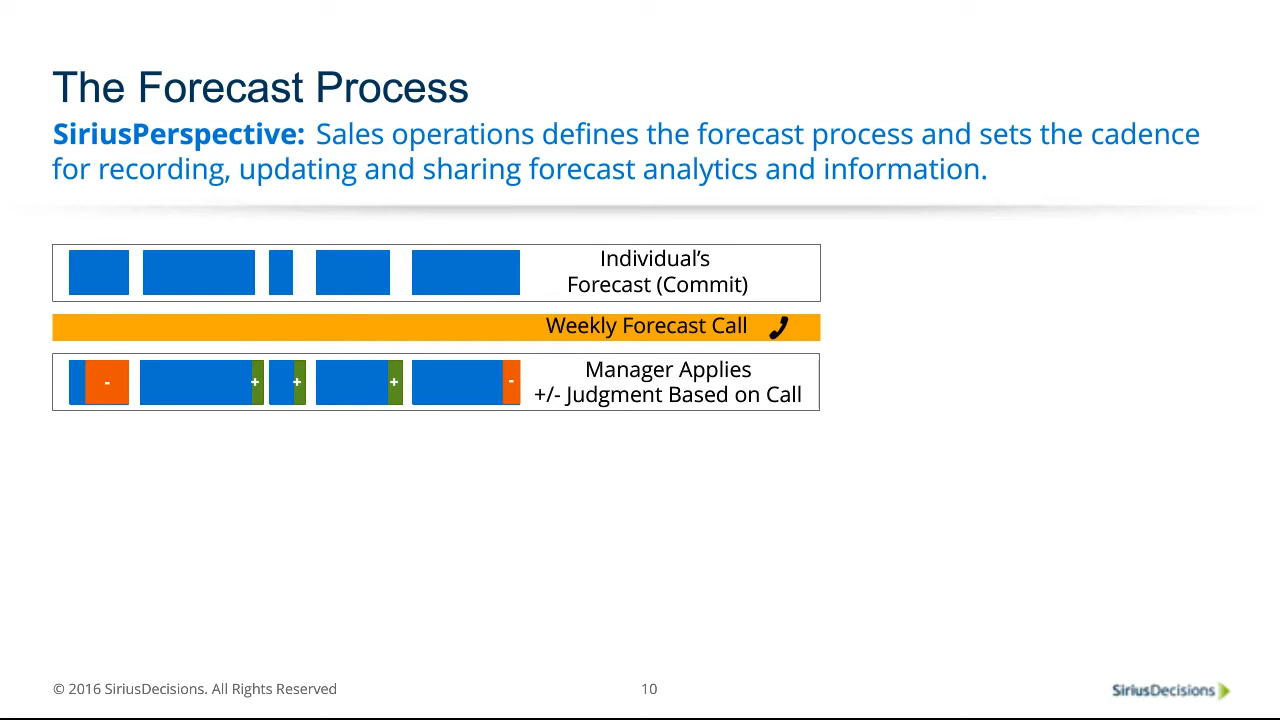 The Forecast Process
SiriusPerspective: Sales operations defines the forecast process and sets the cadence
for recording, updating and sharing forecast analytics and information.
Individual's
Forecast (Commit)
Weekly Forecast Call
- + + + -
Manager Applies
+/- Judgment Based on Call
© 2016 SiriusDecisions. All Rights Reserved
10
SiriusDecisions